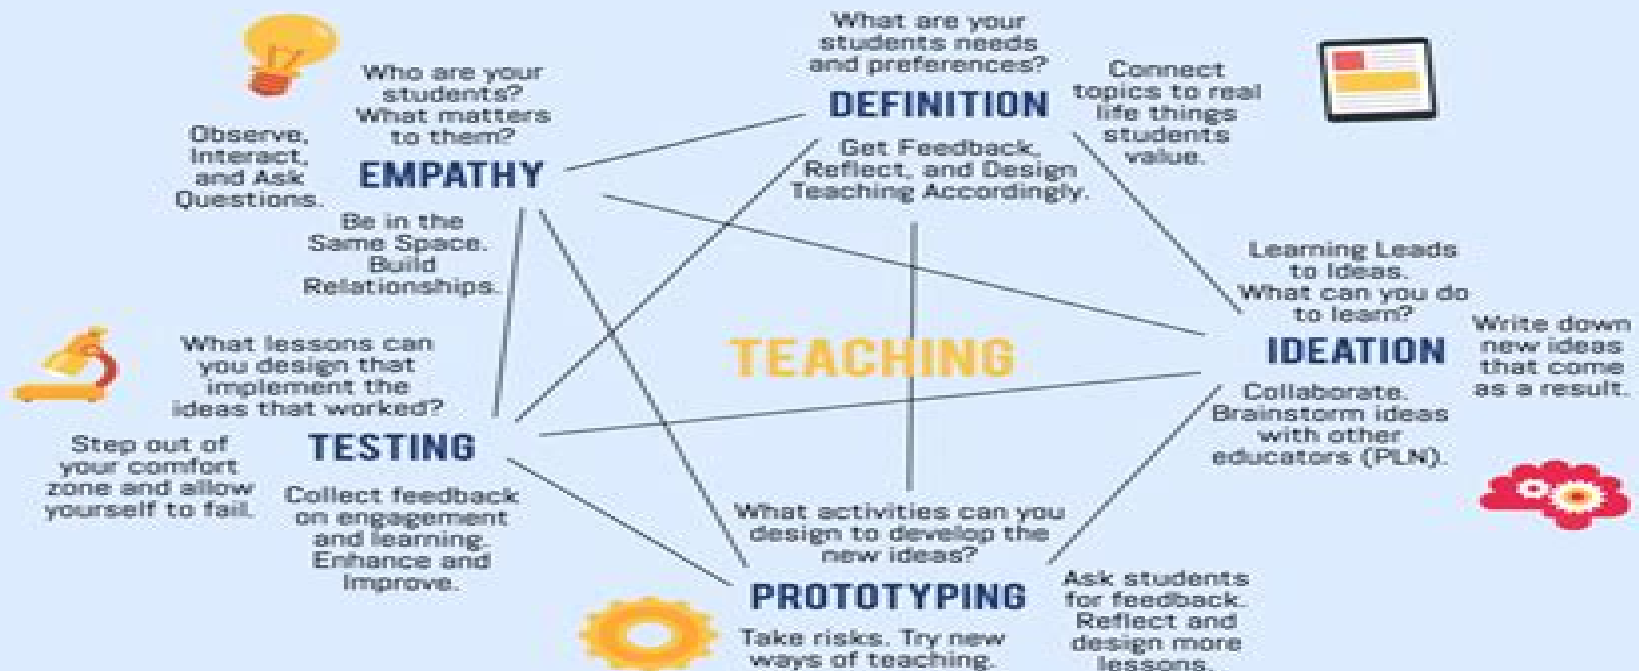 Who are your
students?
What matters
to them?
Observe,
Interact,
and Ask
Questions.
EMPATHY
Be in the
Same Space.
Build
Relationships.
What are your
students needs
and preferences?
DEFINITION
Connect
topics to real
life things
students
value.
Get Feedback,
Reflect, and Design
Teaching Accordingly.
Learning Leads
to Ideas.
What can you do
to learn?
IDEATION
Write down
new ideas
that come
as a result.
Collaborate.
Brainstorm ideas
with other
educators (PLN).
TEACHING
What lessons can
you design that
implement the
ideas that worked?
TESTING
Step out of
your comfort
zone and allow
yourself to fail.
Collect feedback
on engagement
and learning.
Enhance and
Improve.
What activities can you
design to develop the
new ideas?
PROTOTYPING
Ask students
for feedback.
Reflect and
design more
lessons.
Take risks. Try new
ways of teaching.